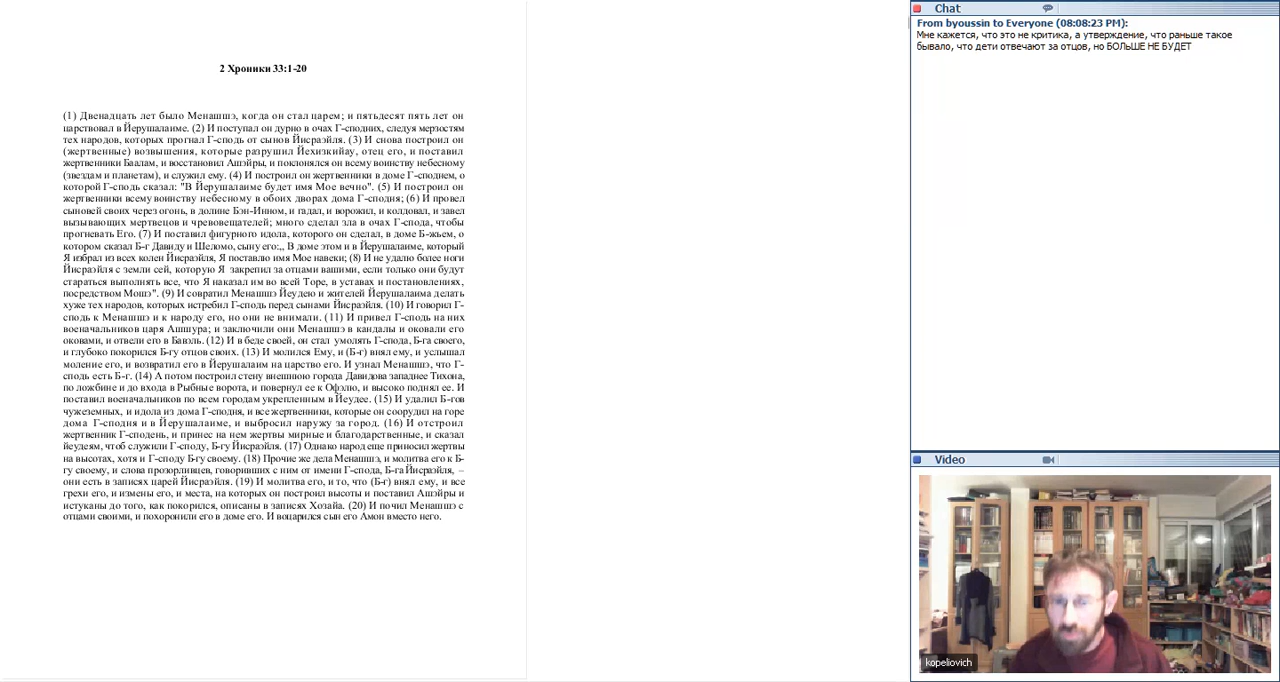 2 Хроники 33:1-20
(1) Двенадцать лет было Менашшэ, когда он стал царем; и пятьдесят пять лет он
царствовал в Йерушалаиме. (2) И поступал он дурно в очах Г-сподних, следуя мерзостям
тех народов, которых прогнал Г-сподь от сынов Йисраэйля. (3) И снова построил он
(жертвенные) возвышения, которые разрушил Йехизкийау, отец его, и поставил
жертвенники Баалам, и восстановил Ашэйры, и поклонялся он всему воинству небесному
(звездам и планетам), и служил ему. (4) И построил он жертвенники в доме Г-споднем, о
которой Г-сподь сказал: "В Йерушалаиме будет имя Мое вечно". (5) И построил он
жертвенники всему воинству небесному в обоих дворах дома Г-сподня; (6) И провел
сыновей своих через огонь, в долине Бэн-Инном, и гадал, и ворожил, и колдовал, и завел
вызывающих мертвецов и чревовещателей; много сделал зла в очах Г-спода, чтобы
прогневать Его. (7) И поставил фигурного идола, которого он сделал, в доме Б-жьем, о
котором сказал Б-г Давиду и Шеломо, сыну его:,, В доме этом и в Йерушалаиме, который
Я избрал из всех колен Йисраэйля, Я поставлю имя Мое навеки; (8) И не удалю более ноги
Йисраэйля с земли сей, которую Я закрепил за отцами вашими, если только они будут
стараться выполнять все, что Я наказал им во всей Торе, в уставах и постановлениях,
посредством Мошэ". (9) И совратил Менашшэ Йеудею и жителей Йерушалаима делать
хуже тех народов, которых истребил Г-сподь перед сынами Йисраэйля. (10) И говорил Г-
сподь к Менашшэ и к народу его, но они не внимали. (11) И привел Г-сподь на них
военачальников царя Ашшура; и заключили они Менашшэ в кандалы и оковали его
оковами, и отвели его в Бавэль. (12) И в беде своей, он стал умолять Г-спода, Б-га своего,
и глубоко покорился Б-гу отцов своих. (13) И молился Ему, и (Б-г) внял ему, и услышал
моление его, и возвратил его в Йерушалаим на царство его. И узнал Менашшэ, что Г-
сподь есть Б-г. (14) А потом построил стену внешнюю города Давидова западнее Тихона,
по ложбине и до входа в Рыбные ворота, и повернул ее к Офэлю, и высоко поднял ее. И
поставил военачальников по всем городам укрепленным в Йеудее. (15) И удалил Б-гов
чужеземных, и идола из дома Г-сподня, и все жертвенники, которые он соорудил на горе
дома Г-сподня и в Йерушалаиме, и выбросил наружу за город. (16) И отстроил
жертвенник Г-сподень, и принес на нем жертвы мирные и благодарственные, и сказал
йеудеям, чтоб служили Г-споду, Б-гу Йисраэйля. (17) Однако народ еще приносил жертвы
на высотах, хотя и Г-споду Б-гу своему. (18) Прочие же дела Менашшэ, и молитва его к Б-
гу своему, и слова прозорливцев, говоривших с ним от имени Г-спода, Б-га Йисраэйля, –
они есть в записях царей Йисраэйля. (19) И молитва его, и то, что (Б-г) внял ему, и все
грехи его, и измены его, и места, на которых он построил высоты и поставил Ашэйры и
истуканы до того, как покорился, описаны в записях Хозайа. (20) И почил Менашшэ с
отцами своими, и похоронили его в доме его. И воцарился сын его Амон вместо него.
Chat
From byoussin to Everyone (08:08:23 PM):
Мне кажется, что это не критика, а утверждение, что раньше такое
бывало, что дети отвечают за отцов, но БОЛЬШЕ НЕ БУДЕТ
Video
kopeliovich